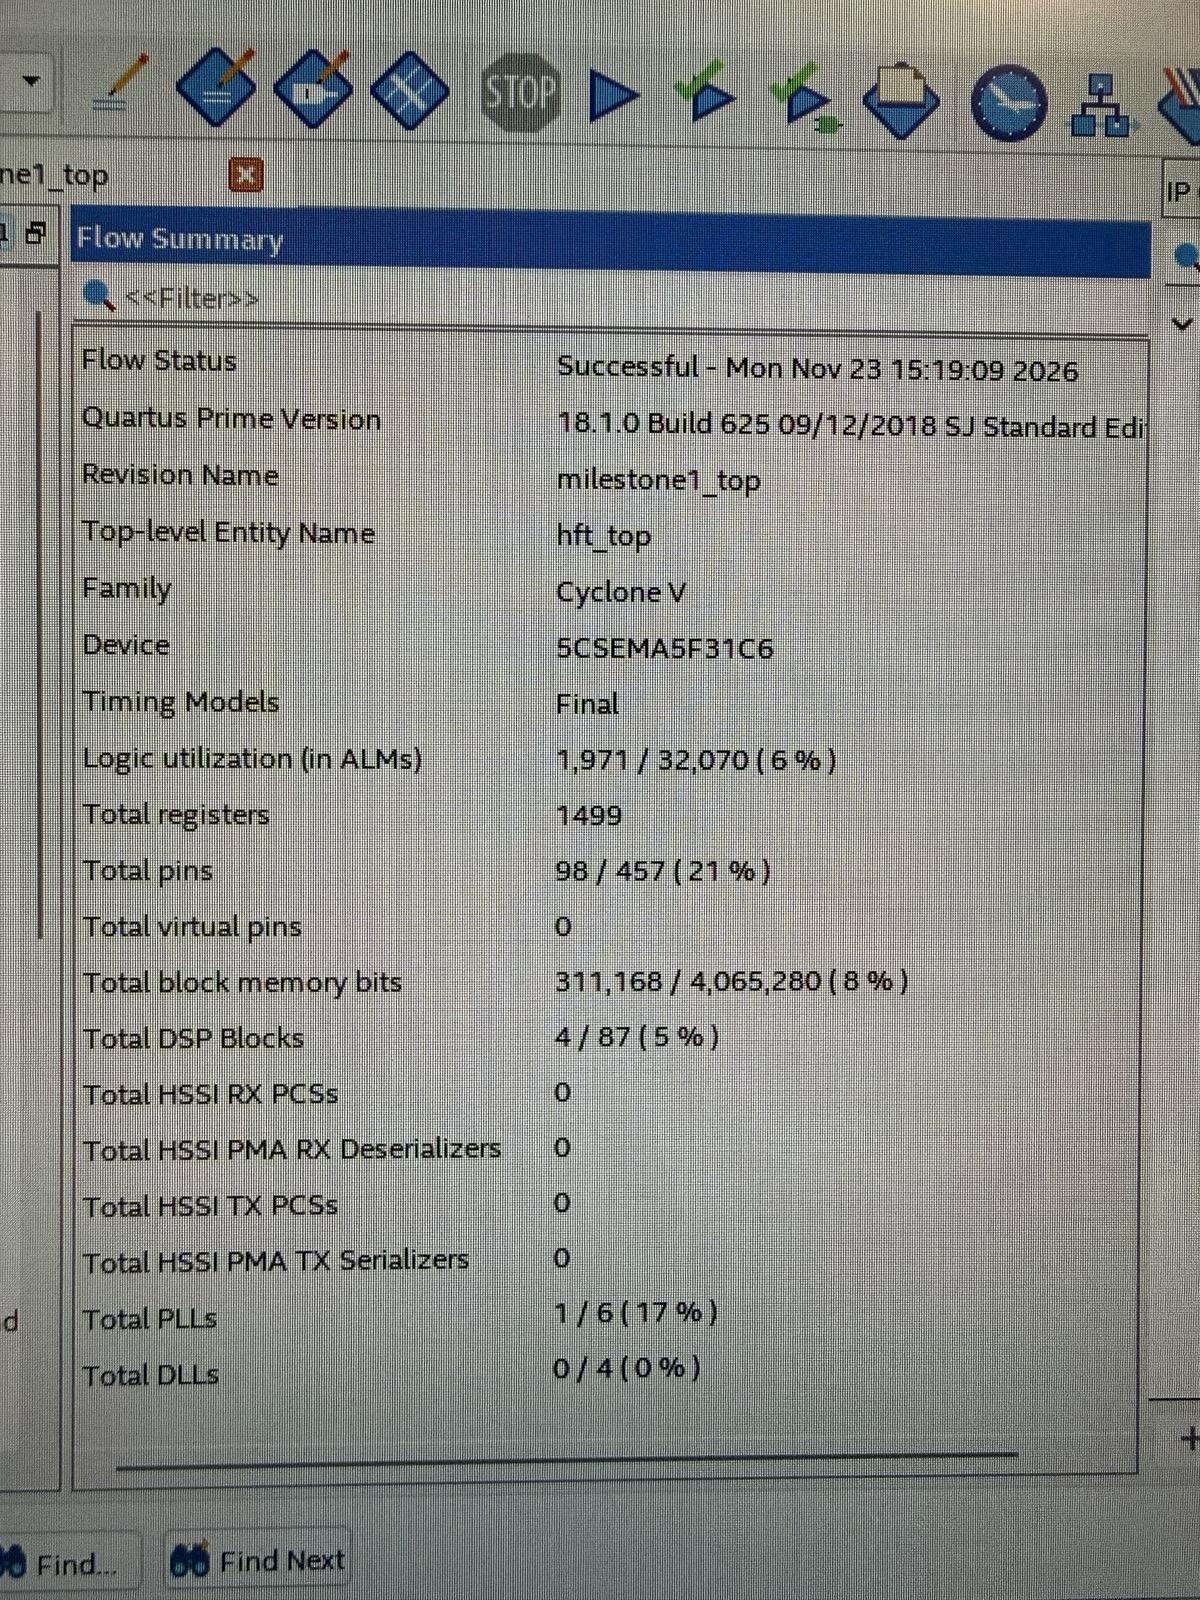 STOP
ne1_top
IP
1
Flow Summary
<<Filter>>
Flow Status Successful - Mon Nov 23 15:19:09 2026
Quartus Prime Version 18.1.0 Build 625 09/12/2018 SJ Standard Edi
Revision Name milestone1_top
Top-level Entity Name hft_top
Family Cyclone V
Device 5CSEMA5F31C6
Timing Models Final
Logic utilization (in ALMs) 1,971 / 32,070 ( 6 % )
Total registers 1499
Total pins 98 / 457 ( 21 % )
Total virtual pins 0
Total block memory bits 311,168 / 4,065,280 ( 8 % )
Total DSP Blocks 4 / 87 ( 5 % )
Total HSSI RX PCSs 0
Total HSSI PMA RX Deserializers 0
Total HSSI TX PCSs 0
Total HSSI PMA TX Serializers 0
d
Total PLLs 1 / 6 ( 17 % )
Total DLLs 0 / 4 ( 0 % )
Find...
Find Next